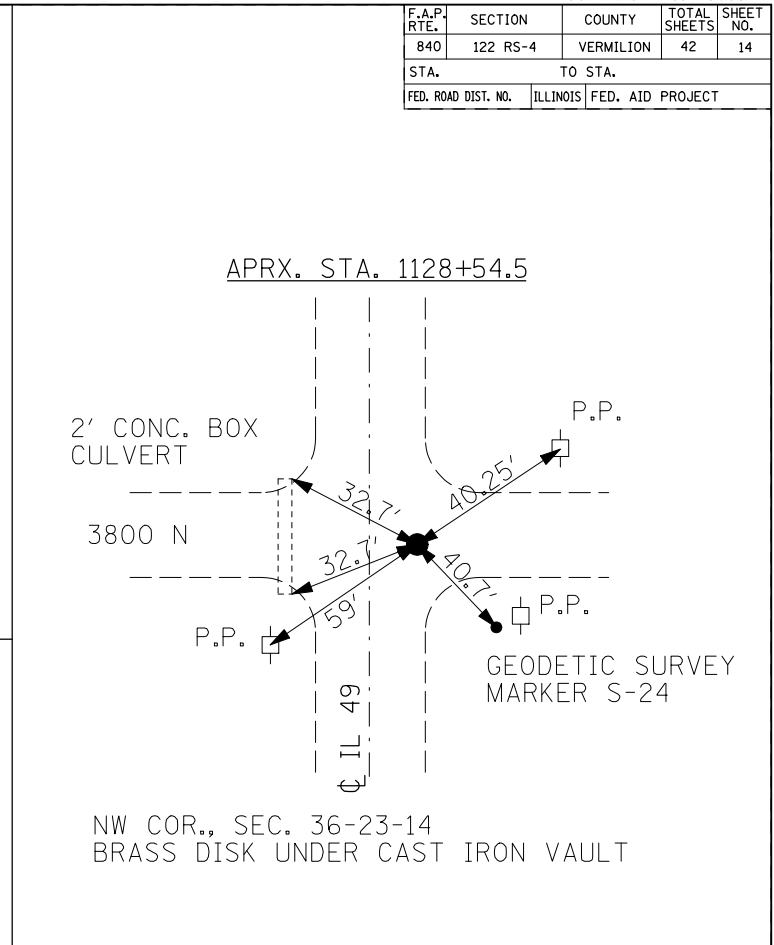 F.A.P. RTE. SECTION COUNTY TOTAL SHEETS SHEET NO.
840 122 RS-4 VERMILION 42 14
STA. TO STA.
FED. ROAD DIST. NO. ILLINOIS FED. AID PROJECT
APRX. STA. 1128+54.5
P.P.
2' CONC. BOX
CULVERT
32.7'
40.25'
3800 N
32.7'
40.7'
59'
P.P.
P.P.
GEODETIC SURVEY
MARKER S-24
℄ IL 49
NW COR., SEC. 36-23-14
BRASS DISK UNDER CAST IRON VAULT